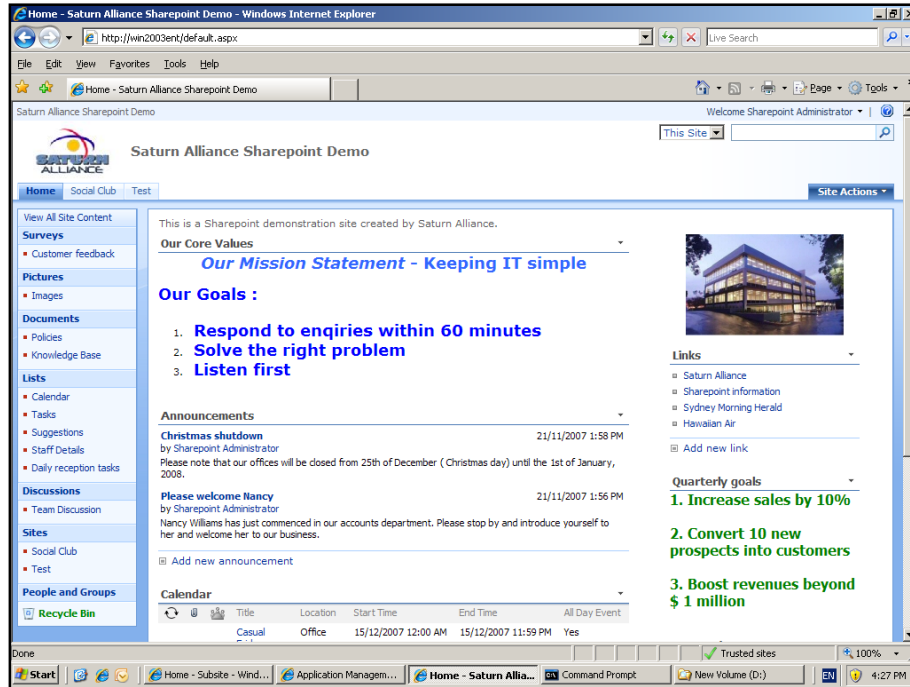 Home - Saturn Alliance Sharepoint Demo - Windows Internet Explorer
http://win2003ent/default.aspx
Live Search
File Edit View Favorites Tools Help
Home - Saturn Alliance Sharepoint Demo
Page Tools
Saturn Alliance Sharepoint Demo
Welcome Sharepoint Administrator
This Site
SATURN
ALLIANCE
Saturn Alliance Sharepoint Demo
Home Social Club Test
Site Actions
View All Site Content
Surveys
Customer feedback
Pictures
Images
Documents
Policies
Knowledge Base
Lists
Calendar
Tasks
Suggestions
Staff Details
Daily reception tasks
Discussions
Team Discussion
Sites
Social Club
Test
People and Groups
Recycle Bin
This is a Sharepoint demonstration site created by Saturn Alliance.
Our Core Values
Our Mission Statement - Keeping IT simple
Our Goals :
1. Respond to enqiries within 60 minutes
2. Solve the right problem
3. Listen first
Announcements
Christmas shutdown 21/11/2007 1:58 PM
by Sharepoint Administrator
Please note that our offices will be closed from 25th of December ( Christmas day) until the 1st of January,
2008.
Please welcome Nancy 21/11/2007 1:56 PM
by Sharepoint Administrator
Nancy Williams has just commenced in our accounts department. Please stop by and introduce yourself to
her and welcome her to our business.
Add new announcement
Calendar
Title Location Start Time End Time All Day Event
Casual Office 15/12/2007 12:00 AM 15/12/2007 11:59 PM Yes
Links
Saturn Alliance
Sharepoint information
Sydney Morning Herald
Hawaiian Air
Add new link
Quarterly goals
1. Increase sales by 10%
2. Convert 10 new
prospects into customers
3. Boost revenues beyond
$ 1 million
Done
Trusted sites
100%
Start
Home - Subsite - Wind...
Application Managem...
Home - Saturn Allia...
Command Prompt
New Volume (D:)
EN
4:27 PM